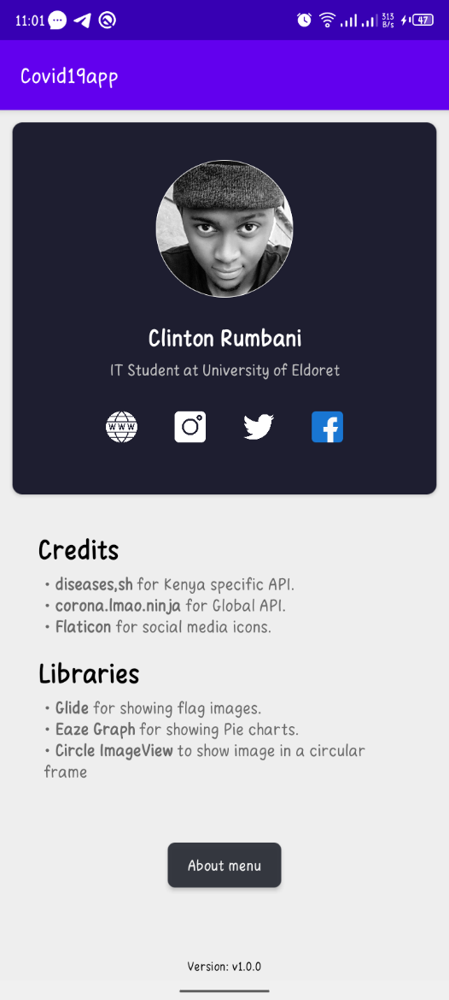 11:01
313
B/s
47
Covid19app
Clinton Rumbani
IT Student at University of Eldoret
WWW
Credits
• diseases,sh for Kenya specific API.
• corona.lmao.ninja for Global API.
• Flaticon for social media icons.
Libraries
• Glide for showing flag images.
• Eaze Graph for showing Pie charts.
• Circle ImageView to show image in a circular
frame
About menu
Version: v1.0.0